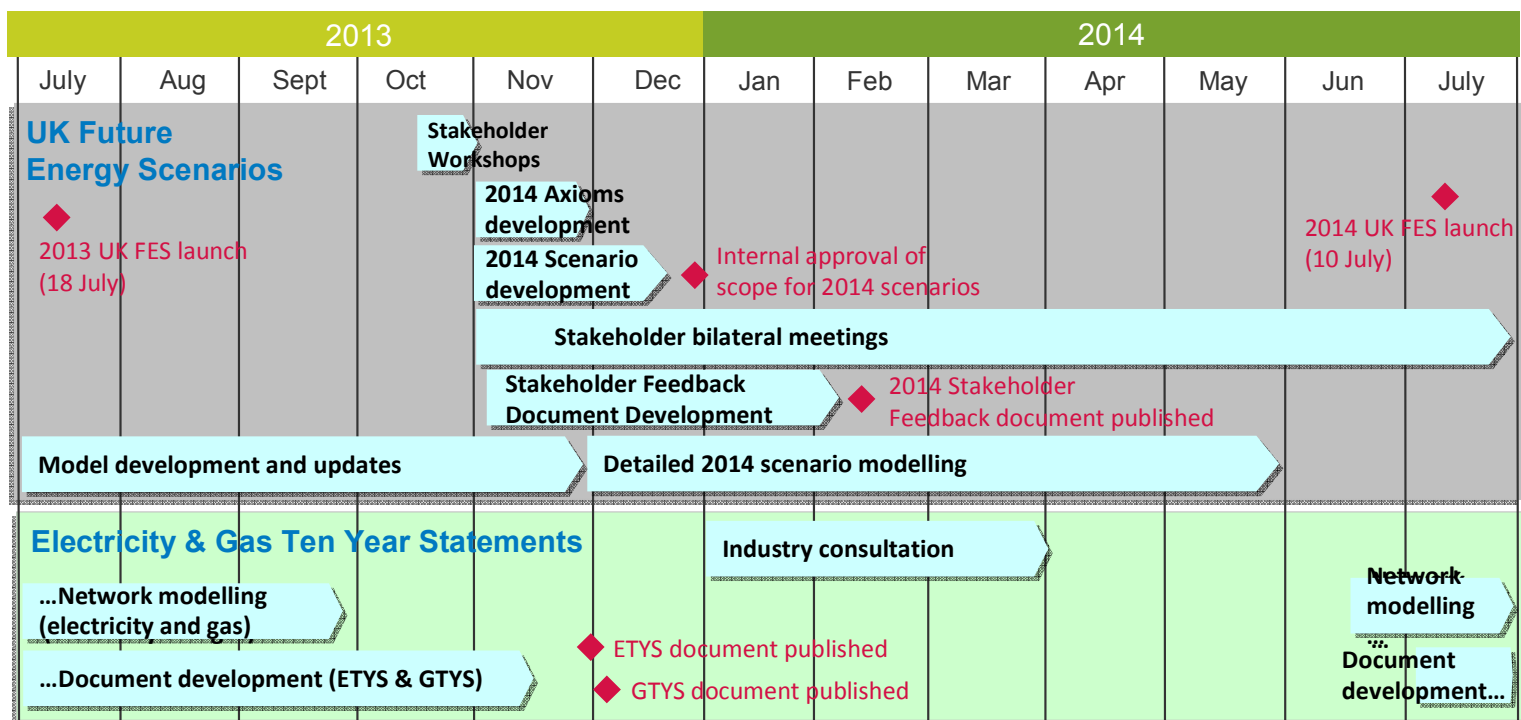 2013
2014
July
Aug
Sept
Oct
Nov
Dec
Jan
Feb
Mar
Apr
May
Jun
July
UK Future
Energy Scenarios
Stakeholder
Workshops
2014 Axioms
development
2013 UK FES launch
(18 July)
2014 UK FES launch
(10 July)
2014 Scenario
development
Internal approval of
scope for 2014 scenarios
Stakeholder bilateral meetings
Stakeholder Feedback
Document Development
2014 Stakeholder
Feedback document published
Model development and updates
Detailed 2014 scenario modelling
Electricity & Gas Ten Year Statements
Industry consultation
...Network modelling
(electricity and gas)
Network
modelling
...
ETYS document published
...Document development (ETYS & GTYS)
GTYS document published
Document
development...